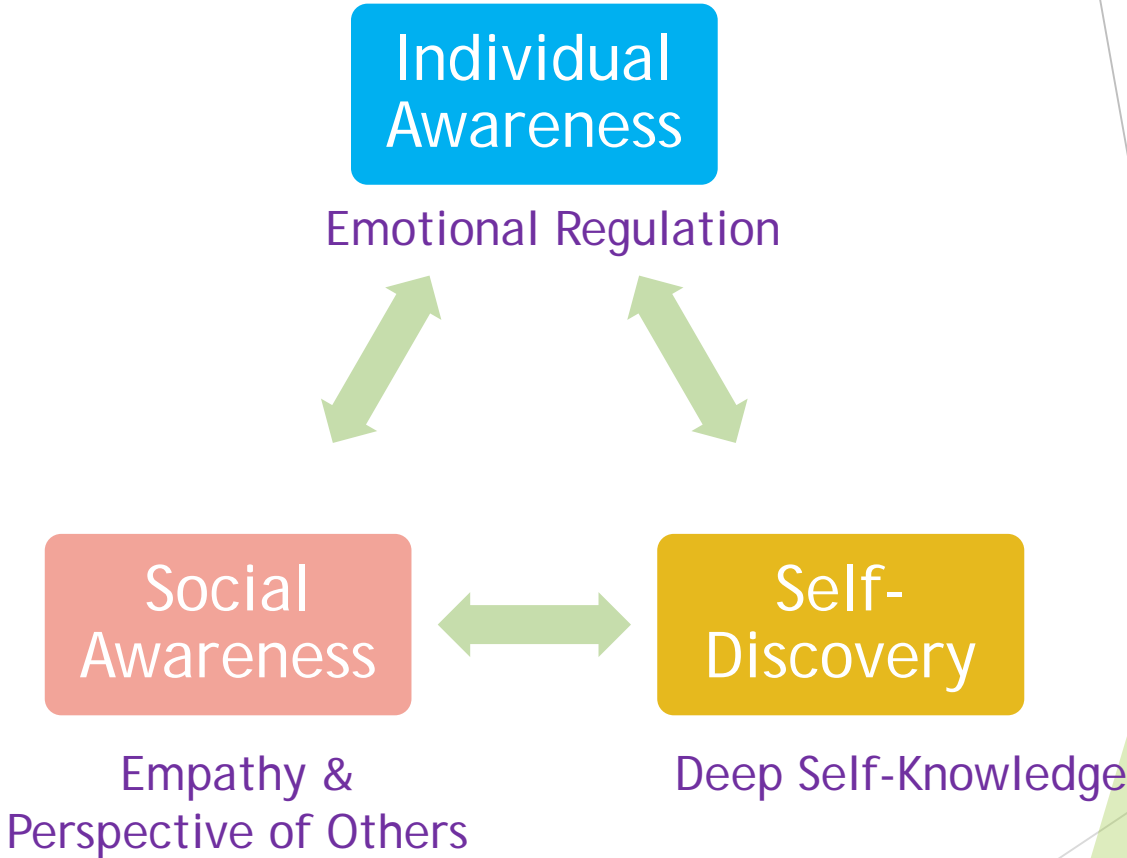 Individual
Awareness
Emotional Regulation
Social
Awareness
Self-
Discovery
Empathy &
Perspective of Others
Deep Self-Knowledge